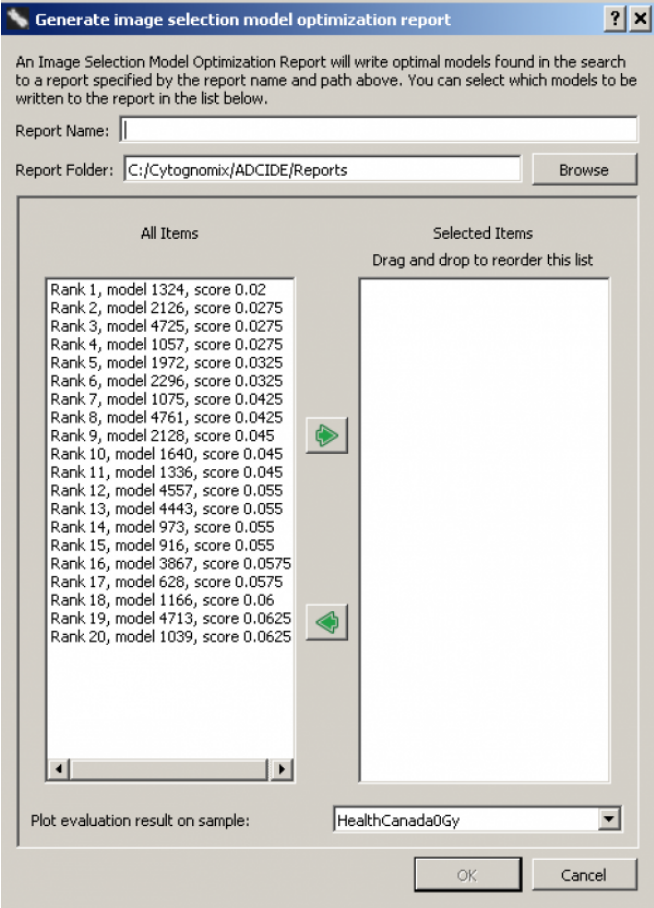 Generate image selection model optimization report
An Image Selection Model Optimization Report will write optimal models found in the search
to a report specified by the report name and path above. You can select which models to be
written to the report in the list below.
Report Name:
Report Folder: C:/Cytognomix/ADCIDE/Reports Browse
All Items Selected Items
Drag and drop to reorder this list
Rank 1, model 1324, score 0.02
Rank 2, model 2126, score 0.0275
Rank 3, model 4725, score 0.0275
Rank 4, model 1057, score 0.0275
Rank 5, model 1972, score 0.0325
Rank 6, model 2296, score 0.0325
Rank 7, model 1075, score 0.0425
Rank 8, model 4761, score 0.0425
Rank 9, model 2128, score 0.045
Rank 10, model 1640, score 0.045
Rank 11, model 1336, score 0.045
Rank 12, model 4557, score 0.055
Rank 13, model 4443, score 0.055
Rank 14, model 973, score 0.055
Rank 15, model 916, score 0.055
Rank 16, model 3867, score 0.0575
Rank 17, model 628, score 0.0575
Rank 18, model 1166, score 0.06
Rank 19, model 4713, score 0.0625
Rank 20, model 1039, score 0.0625
Plot evaluation result on sample: HealthCanada0Gy
OK Cancel